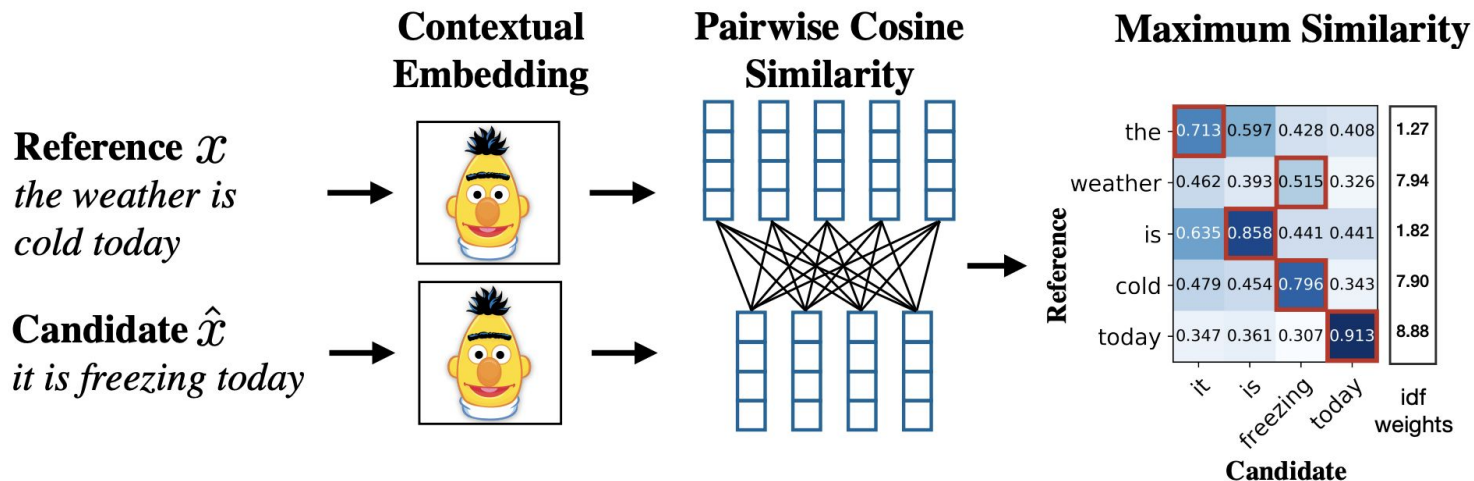 Contextual
Embedding
Pairwise Cosine
Similarity
Maximum Similarity
Reference x
the weather is
cold today
Candidate x̂
it is freezing today
Reference
the 0.713 0.597 0.428 0.408 1.27
weather 0.462 0.393 0.515 0.326 7.94
is 0.635 0.858 0.441 0.441 1.82
cold 0.479 0.454 0.796 0.343 7.90
today 0.347 0.361 0.307 0.913 8.88
it is freezing today
idf
weights
Candidate